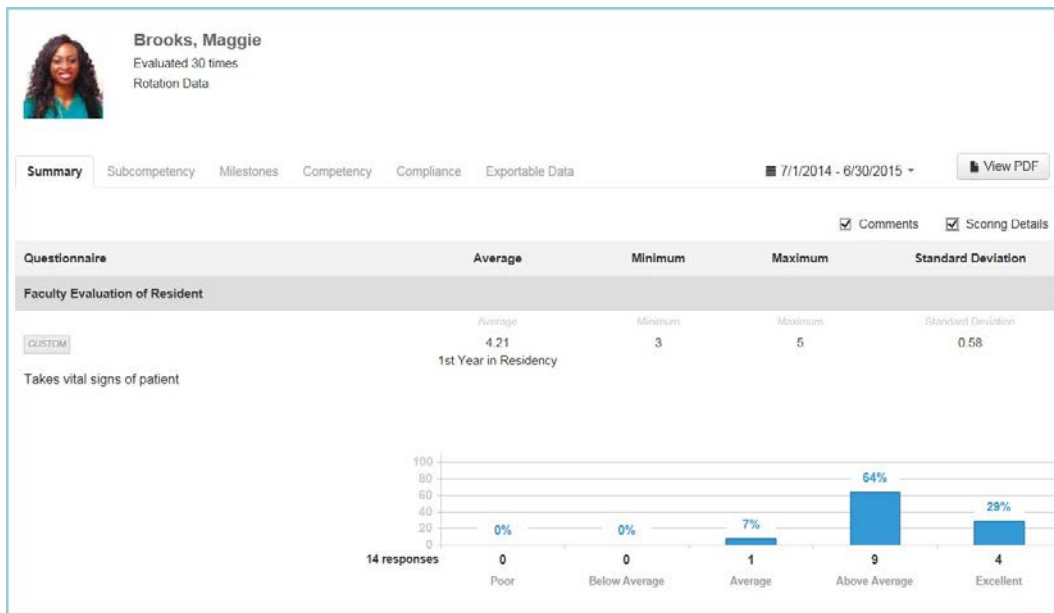 Brooks, Maggie
Evaluated 30 times
Rotation Data
Summary Subcompetency Milestones Competency Compliance Exportable Data 7/1/2014 - 6/30/2015 View PDF
Comments Scoring Details
Questionnaire Average Minimum Maximum Standard Deviation
Faculty Evaluation of Resident
Average Minimum Maximum Standard Deviation
CUSTOM 4.21 3 5 0.58
1st Year in Residency
Takes vital signs of patient
100
80 64%
60
40 29%
20 0% 0% 7%
0
14 responses 0 0 1 9 4
Poor Below Average Average Above Average Excellent